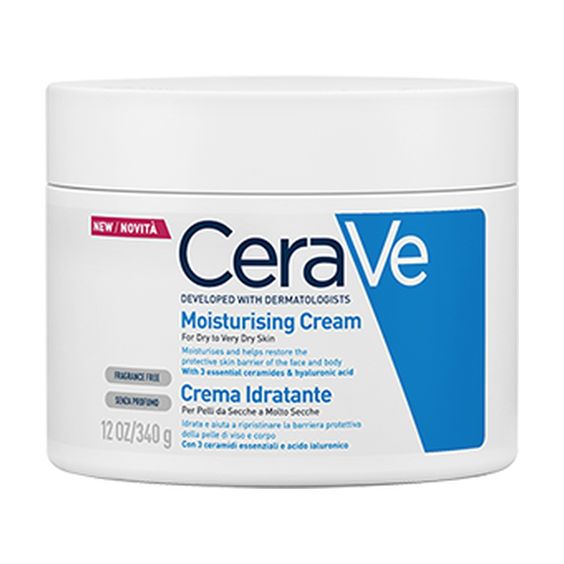 NEW / NOVITÀ
CeraVe
DEVELOPED WITH DERMATOLOGISTS
Moisturising Cream
For Dry to Very Dry Skin
Moisturises and helps restore the
protective skin barrier of the face and body
With 3 essential ceramides & hyaluronic acid
FRAGRANCE FREE
SENZA PROFUMO
12 OZ/340 g
Crema Idratante
Per Pelli da Secche a Molto Secche
Idrata e aiuta a ripristinare la barriera protettiva
della pelle di viso e corpo
Con 3 ceramidi essenziali e acido ialuronico